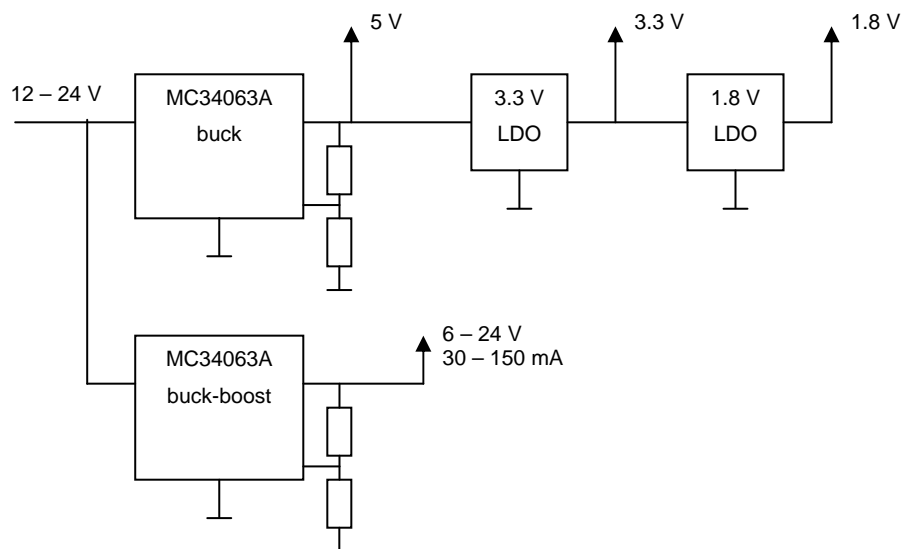 5 V
3.3 V
1.8 V
12 – 24 V
MC34063A
buck
3.3 V
LDO
1.8 V
LDO
6 – 24 V
30 – 150 mA
MC34063A
buck-boost